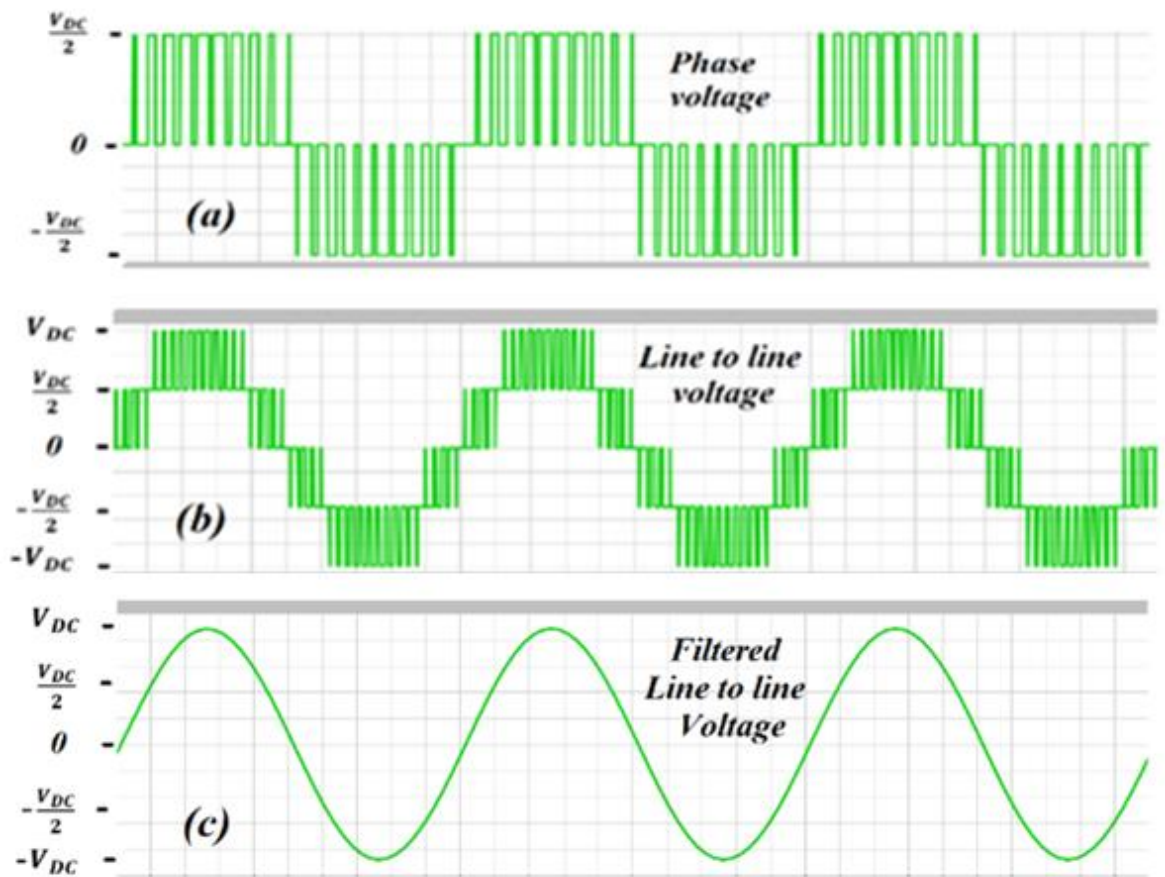 V_DC/2
Phase
voltage
0
(a)
-V_DC/2
V_DC
Line to line
voltage
V_DC/2
0
-V_DC/2
(b)
-V_DC
V_DC
Filtered
Line to line
Voltage
V_DC/2
0
-V_DC/2
(c)
-V_DC